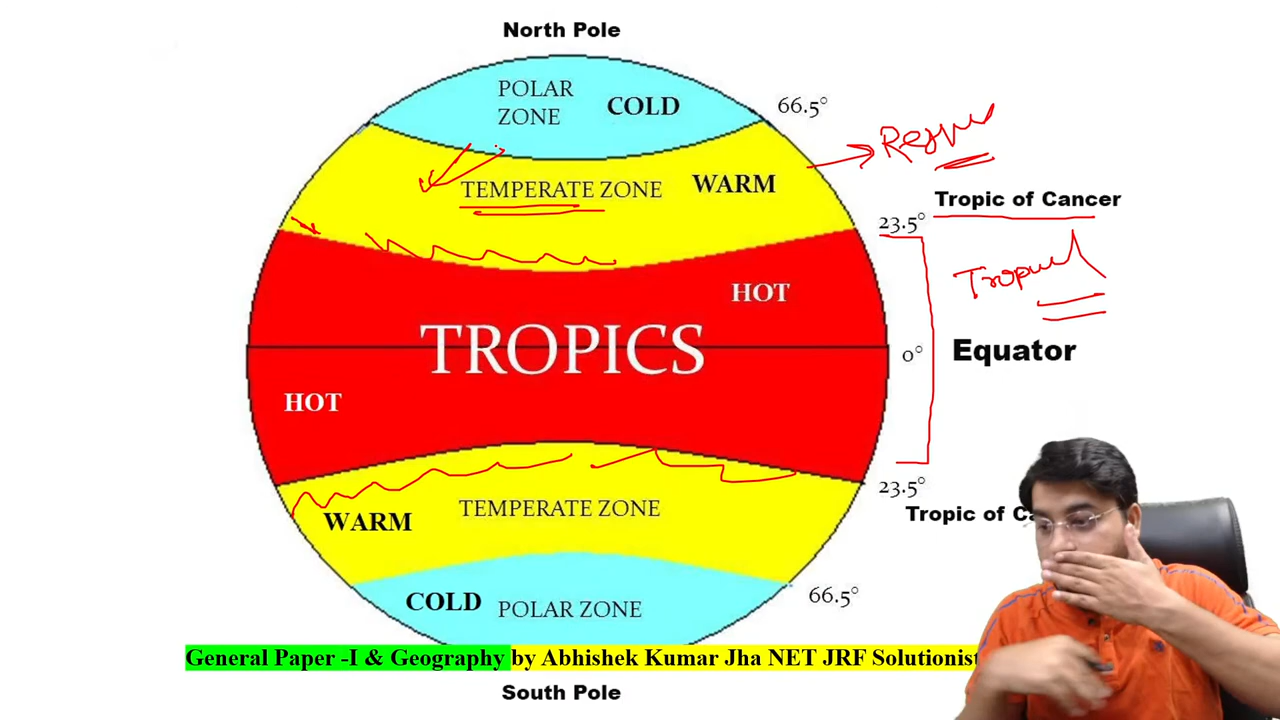 North Pole
POLAR
ZONE
COLD
66.5°
TEMPERATE ZONE
WARM
Tropic of Cancer
23.5°
HOT
TROPICS
0°
Equator
HOT
23.5°
Tropic of
TEMPERATE ZONE
WARM
66.5°
COLD
POLAR ZONE
General Paper -I & Geography by Abhishek Kumar Jha NET JRF Solutionist
South Pole